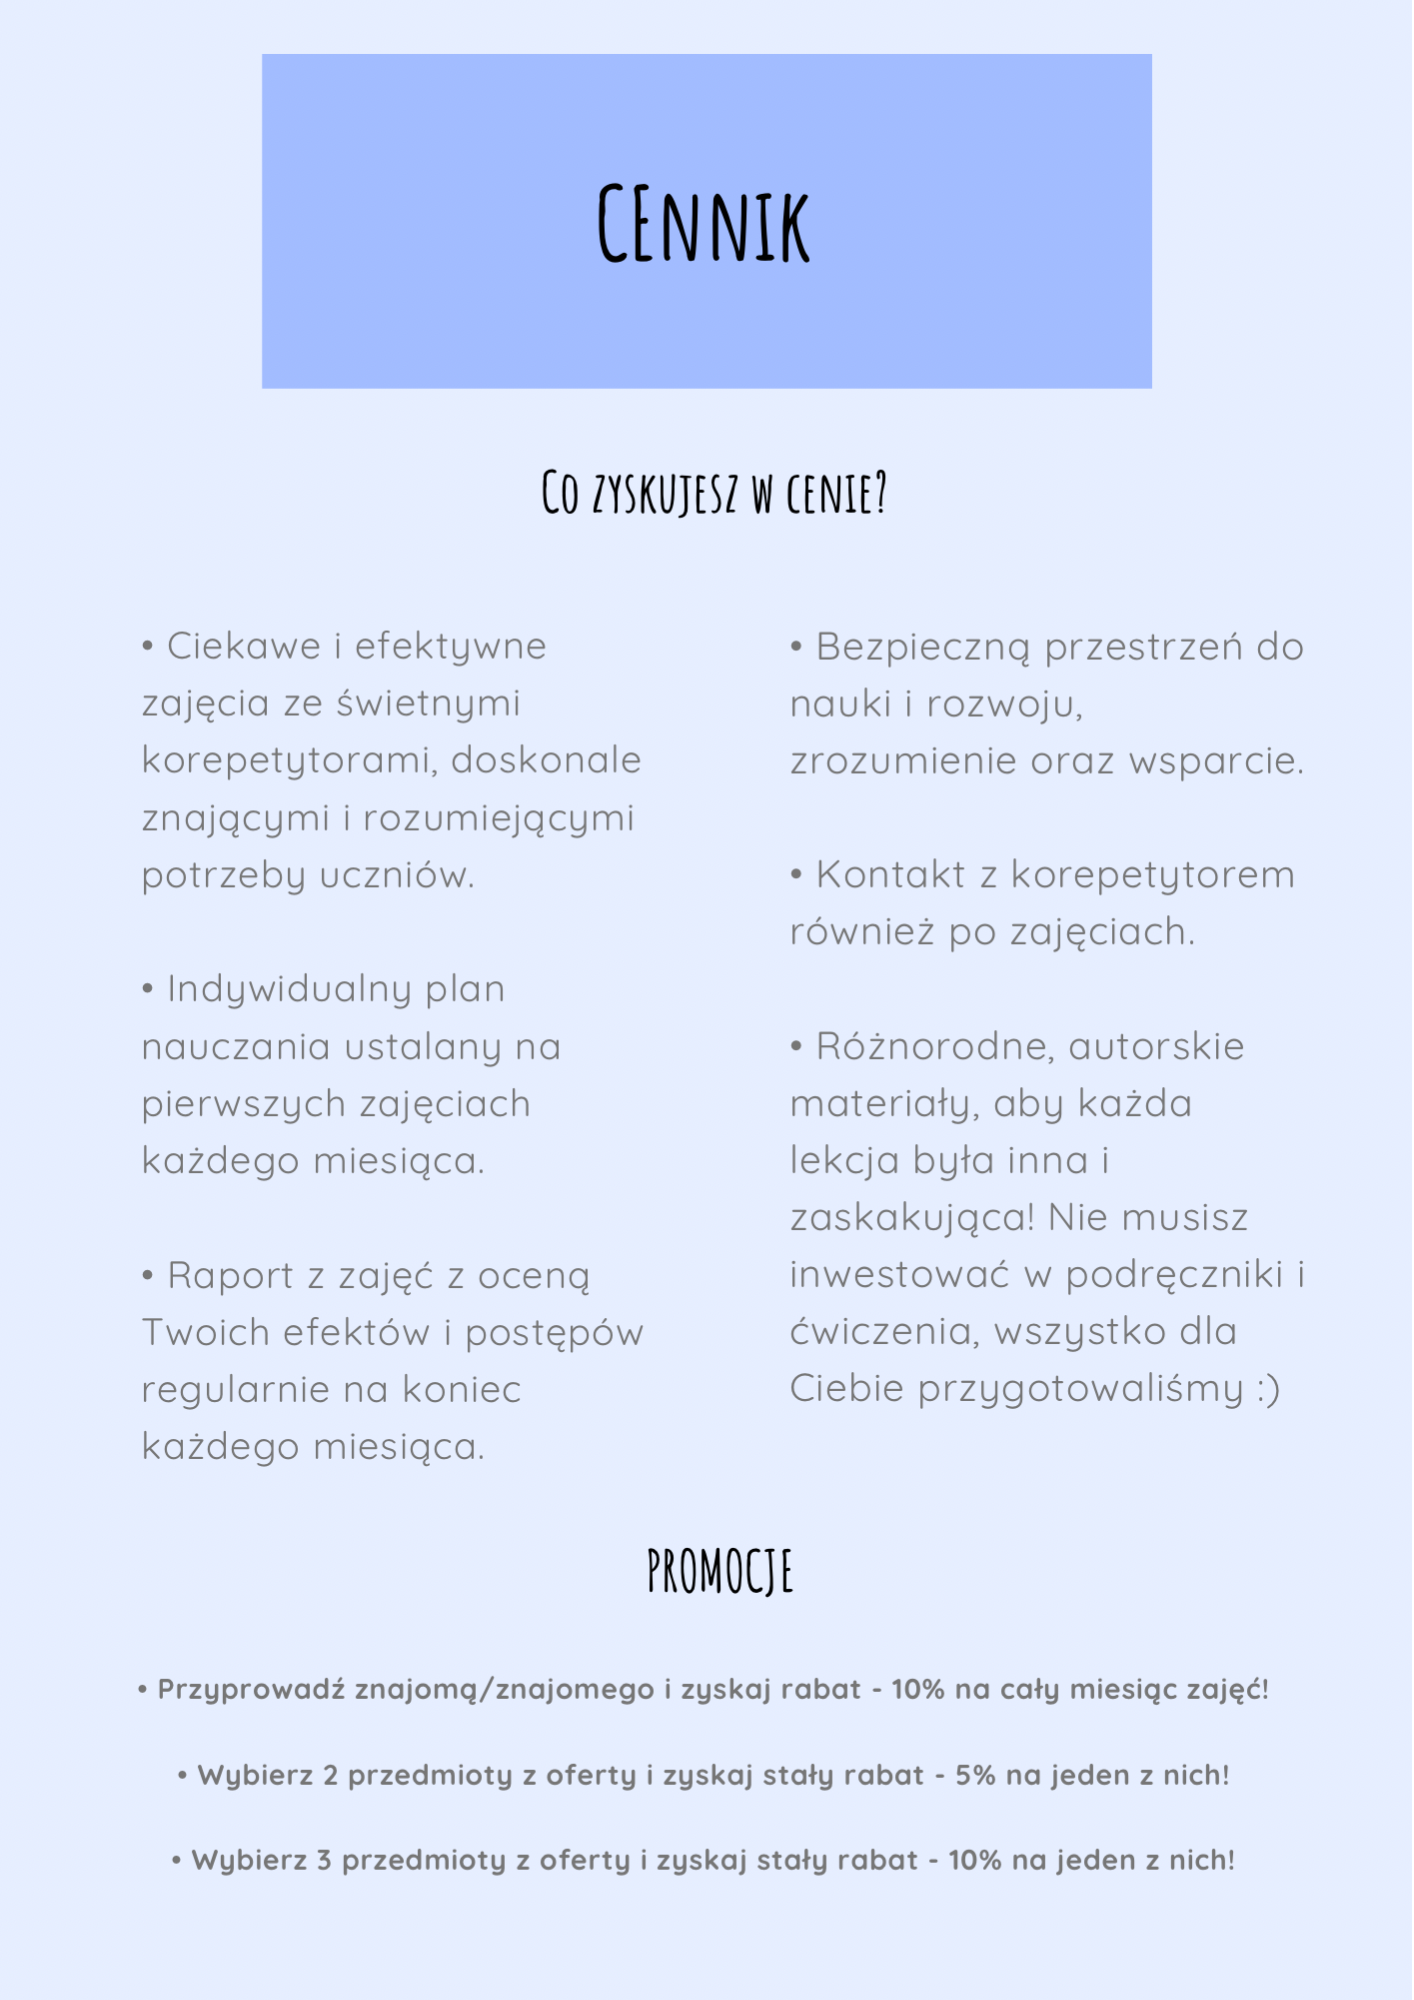 CEnnik
Co zyskujesz w cenie?
• Ciekawe i efektywne
zajęcia ze świetnymi
korepetytorami, doskonale
znającymi i rozumiejącymi
potrzeby uczniów.
• Indywidualny plan
nauczania ustalany na
pierwszych zajęciach
każdego miesiąca.
• Raport z zajęć z oceną
Twoich efektów i postępów
regularnie na koniec
każdego miesiąca.
• Bezpieczną przestrzeń do
nauki i rozwoju,
zrozumienie oraz wsparcie.
• Kontakt z korepetytorem
również po zajęciach.
• Różnorodne, autorskie
materiały, aby każda
lekcja była inna i
zaskakująca! Nie musisz
inwestować w podręczniki i
ćwiczenia, wszystko dla
Ciebie przygotowaliśmy :)
PROMOCJE
• Przyprowadź znajomą/znajomego i zyskaj rabat - 10% na cały miesiąc zajęć!
• Wybierz 2 przedmioty z oferty i zyskaj stały rabat - 5% na jeden z nich!
• Wybierz 3 przedmioty z oferty i zyskaj stały rabat - 10% na jeden z nich!